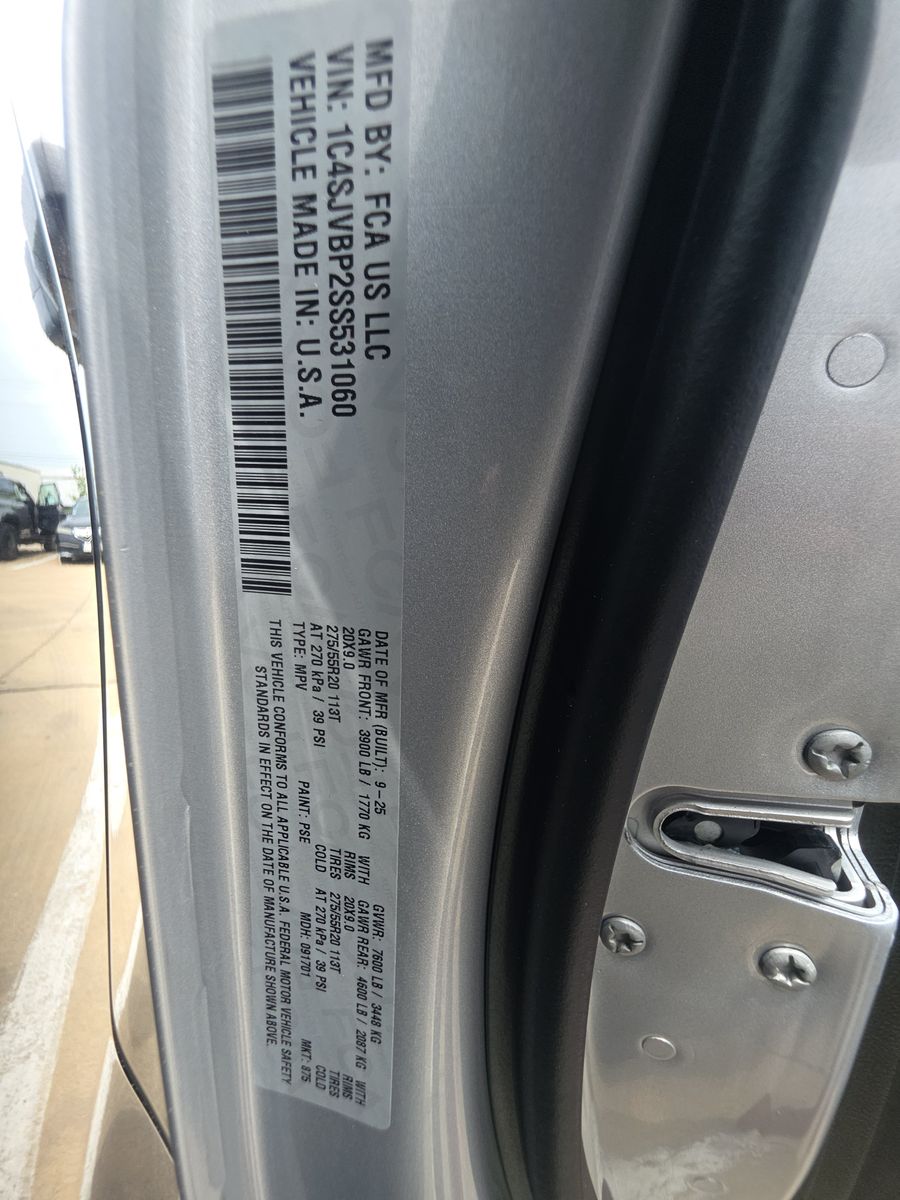 MFD BY: FCA US LLC
VIN: 1C4SJVBP2SS531060
VEHICLE MADE IN: U.S.A.
DATE OF MFR (BUILT): 9-25 GVWR: 7600 LB / 3448 KG
GAWR FRONT: 3900 LB / 1770 KG WITH GAWR REAR: 4600 LB / 2087 KG WITH
20X9.0 RIMS 20X9.0 RIMS
275/55R20 113T TIRES 275/55R20 113T TIRES
AT 270 kPa / 39 PSI COLD AT 270 kPa / 39 PSI COLD
TYPE: MPV PAINT: PSE MDH: 091701 MKT: 875
THIS VEHICLE CONFORMS TO ALL APPLICABLE U.S.A. FEDERAL MOTOR VEHICLE SAFETY
STANDARDS IN EFFECT ON THE DATE OF MANUFACTURE SHOWN ABOVE.